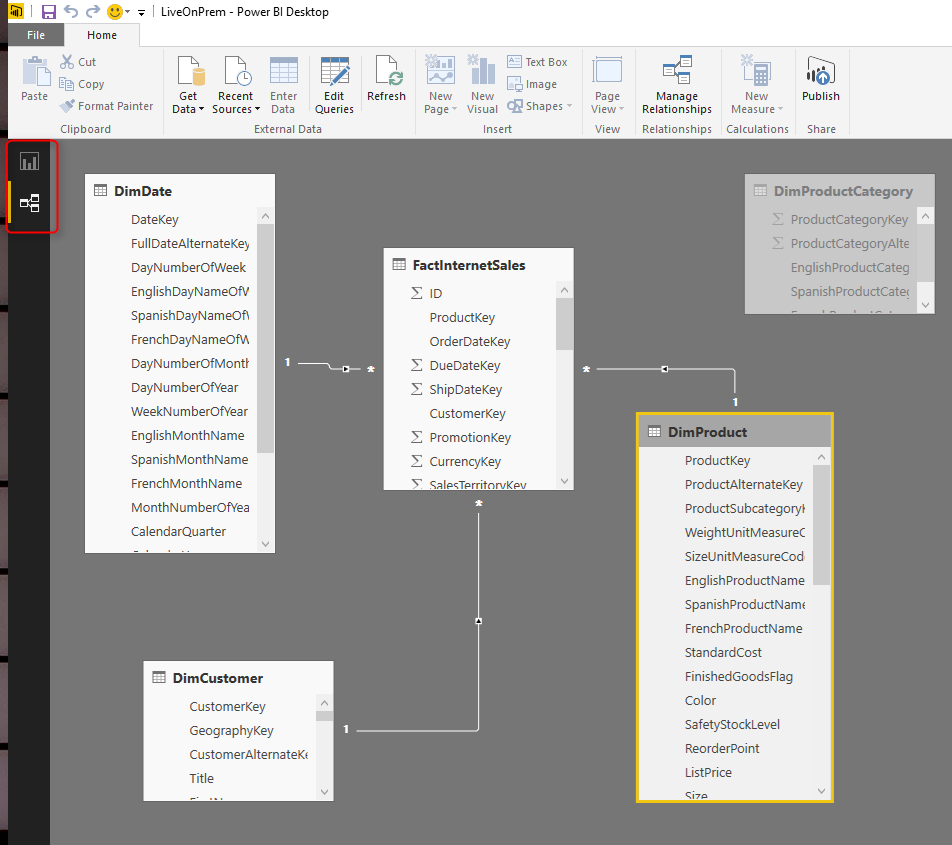 LiveOnPrem - Power BI Desktop
File
Home
Paste
Cut
Copy
Format Painter
Clipboard
Get Data
Recent Sources
Enter Data
Edit Queries
Refresh
External Data
New Page
New Visual
Text Box
Image
Shapes
Insert
Page View
View
Manage Relationships
Relationships
New Measure
Calculations
Publish
Share
DimDate
DateKey
FullDateAlternateKey
DayNumberOfWeek
EnglishDayNameOfW
SpanishDayNameOfV
FrenchDayNameOfW
DayNumberOfMonth
DayNumberOfYear
WeekNumberOfYear
EnglishMonthName
SpanishMonthName
FrenchMonthName
MonthNumberOfYea
CalendarQuarter
1
*
FactInternetSales
Σ ID
ProductKey
OrderDateKey
Σ DueDateKey
Σ ShipDateKey
CustomerKey
Σ PromotionKey
Σ CurrencyKey
Σ SalesTerritoryKey
*
*
1
DimProductCategory
Σ ProductCategoryKey
Σ ProductCategoryAlte
EnglishProductCateg
SpanishProductCateg
DimProduct
ProductKey
ProductAlternateKey
ProductSubcategoryK
WeightUnitMeasureC
SizeUnitMeasureCode
EnglishProductName
SpanishProductName
FrenchProductName
StandardCost
FinishedGoodsFlag
Color
SafetyStockLevel
ReorderPoint
ListPrice
Size
DimCustomer
CustomerKey
GeographyKey
CustomerAlternateKe
Title
1